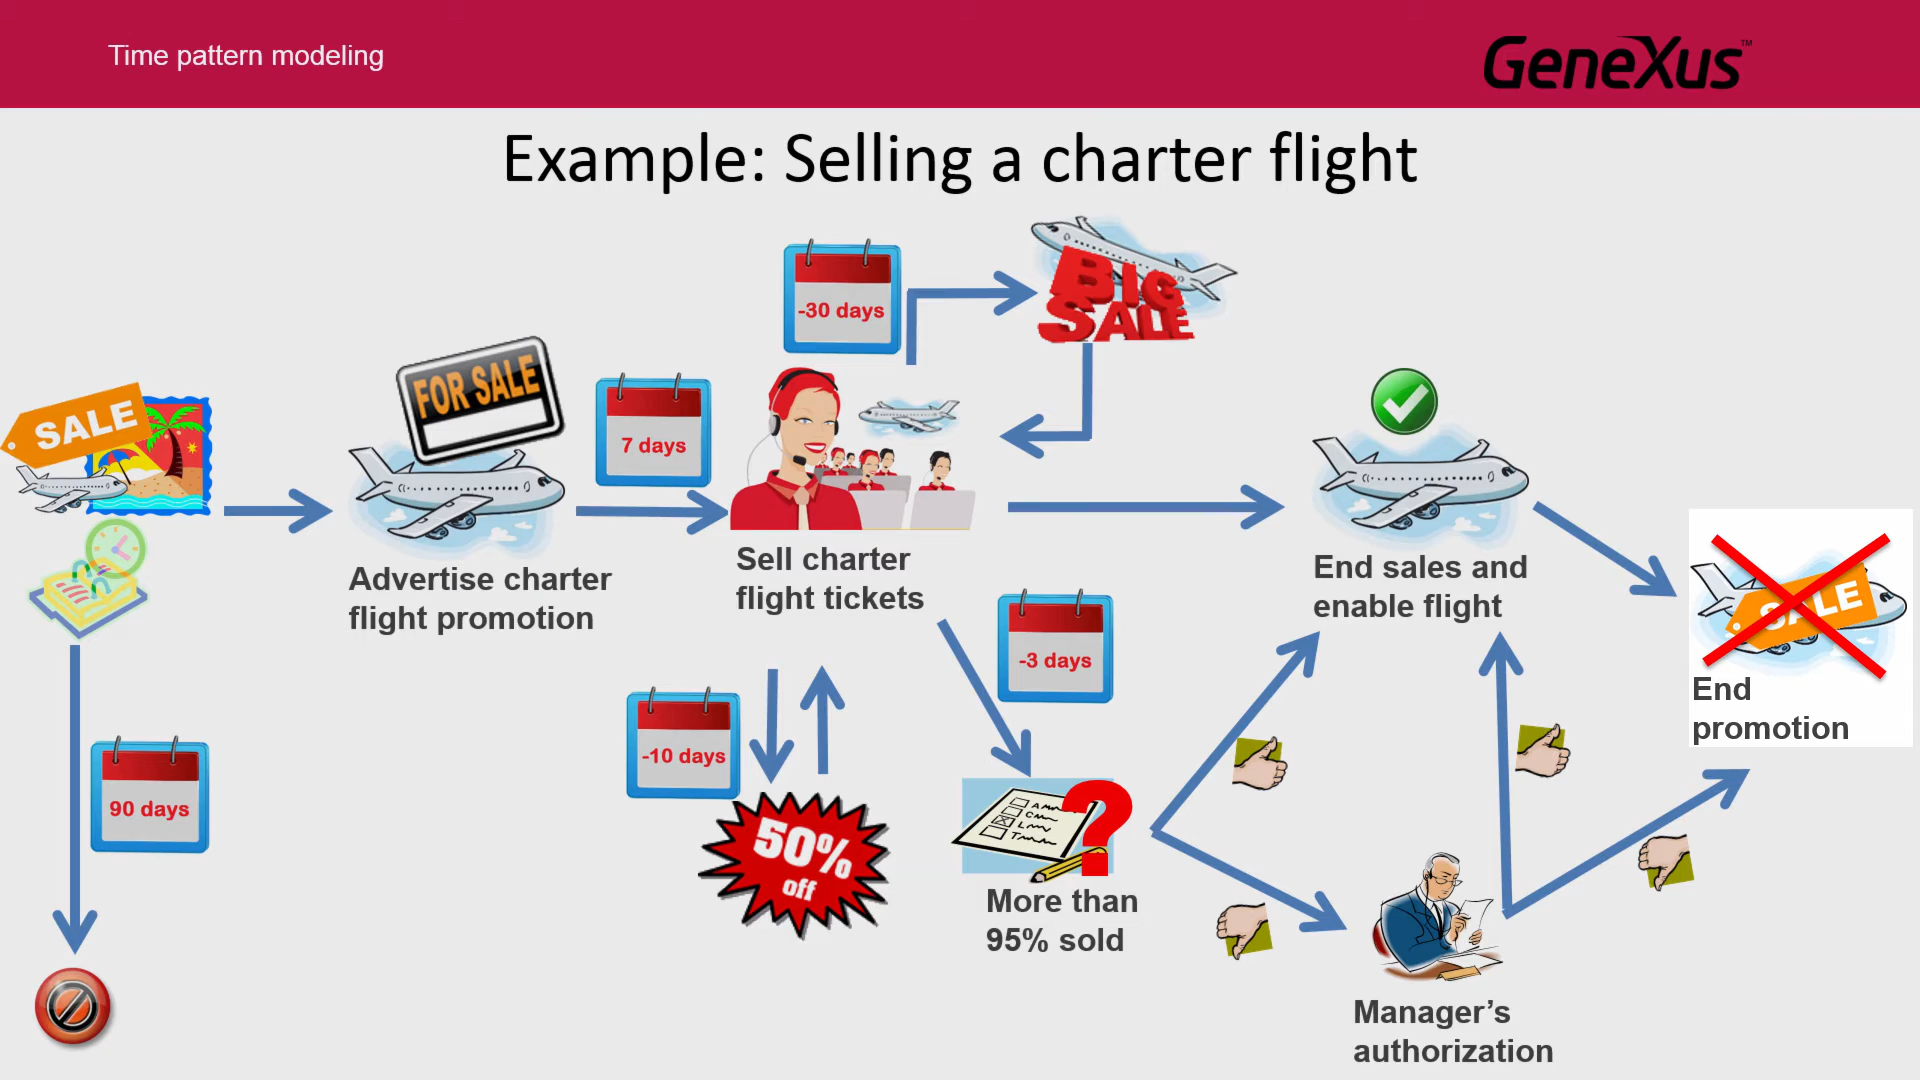 Time pattern modeling
GeneXus™
Example: Selling a charter flight
-30 days
BIG
SALE
FOR SALE
7 days
SALE
Advertise charter
flight promotion
Sell charter
flight tickets
End sales and
enable flight
SALE
End
promotion
-3 days
-10 days
90 days
50%
off
A
C
L
T
More than
95% sold
Manager’s
authorization